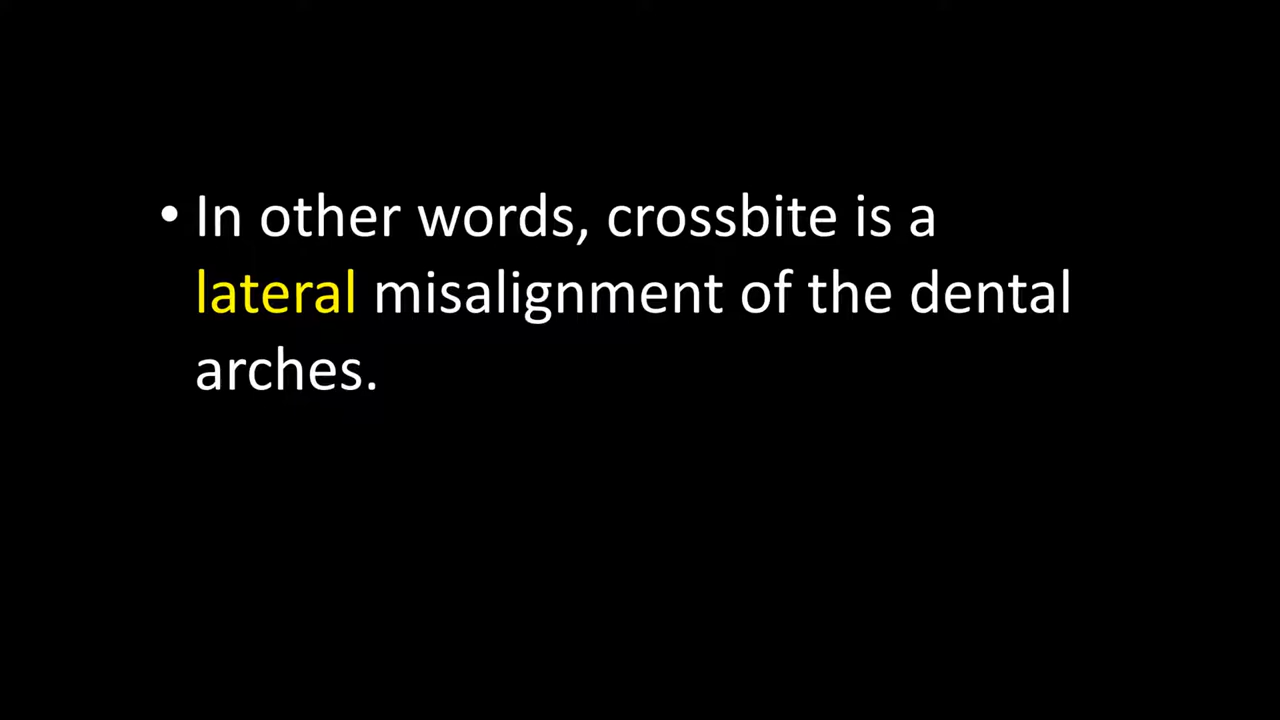 • In other words, crossbite is a
lateral misalignment of the dental
arches.